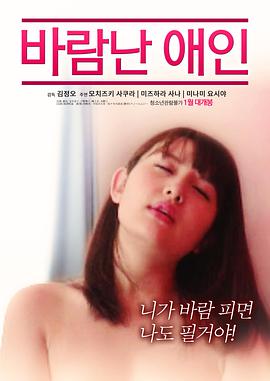 바람난 애인
감독 김정오 주연 모치즈키 사쿠라 | 미즈하라 사나 | 미나미 요시야
청소년관람불가 1월 대개봉
니가 바람 피면
나도 필거야!